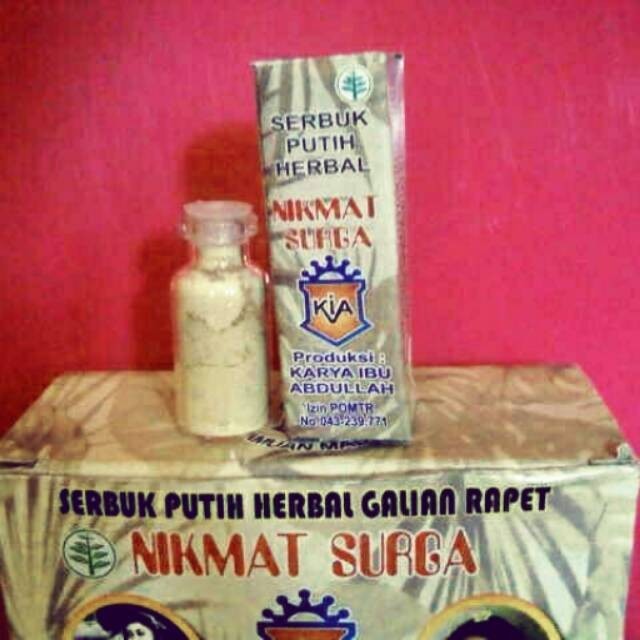 SERBUK
PUTIH
HERBAL
NIKMAT
SURGA
KIA
Produksi :
KARYA IBU
ABDULLAH
Izin POMTR
No 043-239.771
SERBUK PUTIH HERBAL GALIAN RAPET
NIKMAT SURGA